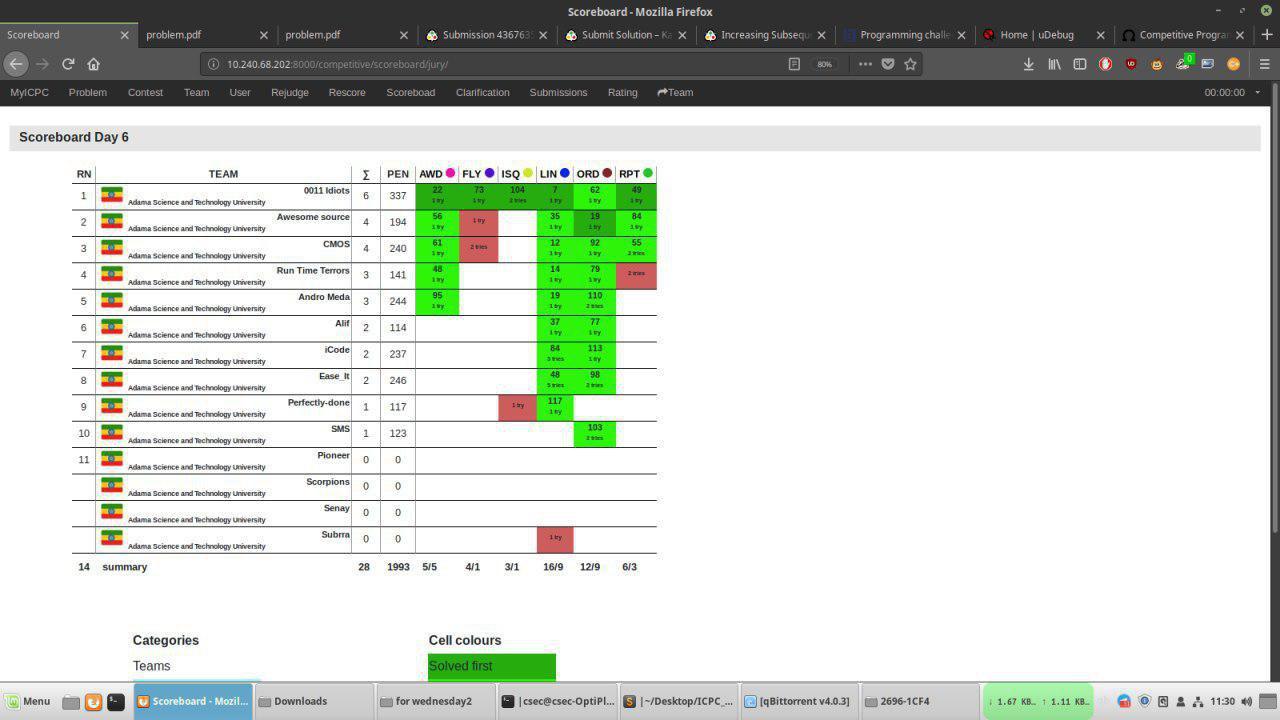 Scoreboard - Mozilla Firefox
Scoreboard problem.pdf problem.pdf Submission 4367635 Submit Solution – Ka Increasing Subsequ Programming challe Home | uDebug Competitive Progran
10.240.68.202:8000/competitive/scoreboard/jury/ 80% 0
MyICPC Problem Contest Team User Rejudge Rescore Scoreboad Clarification Submissions Rating Team 00:00:00
Scoreboard Day 6
RN TEAM ∑ PEN AWD FLY ISQ LIN ORD RPT
1 0011 Idiots 6 337 22 73 104 7 62 49
Adama Science and Technology University 1 try 1 try 2 tries 1 try 1 try 1 try
2 Awesome source 4 194 56 1 try 35 19 84
Adama Science and Technology University 1 try 1 try 1 try 1 try
3 CMOS 4 240 61 2 tries 12 92 55
Adama Science and Technology University 1 try 1 try 1 try 2 tries
4 Run Time Terrors 3 141 48 14 79 2 tries
Adama Science and Technology University 1 try 1 try 1 try
5 Andro Meda 3 244 95 19 110
Adama Science and Technology University 1 try 1 try 2 tries
6 Alif 2 114 37 77
Adama Science and Technology University 1 try 1 try
7 iCode 2 237 84 113
Adama Science and Technology University 3 tries 1 try
8 Ease_It 2 246 48 98
Adama Science and Technology University 5 tries 2 tries
9 Perfectly-done 1 117 1 try 117
Adama Science and Technology University 1 try
10 SMS 1 123 103
Adama Science and Technology University 2 tries
11 Pioneer 0 0
Adama Science and Technology University
Scorpions 0 0
Adama Science and Technology University
Senay 0 0
Adama Science and Technology University
Subrra 0 0 1 try
Adama Science and Technology University
14 summary 28 1993 5/5 4/1 3/1 16/9 12/9 6/3
Categories Cell colours
Teams Solved first
Menu Scoreboard - Mozil... Downloads for wednesday2 |csec@csec-OptiPl... |~/Desktop/ICPC_... [qBittorrent v4.0.3] 2696-1CF4 ↓ 1.67 KB… ↑ 1.11 KB… 11:30